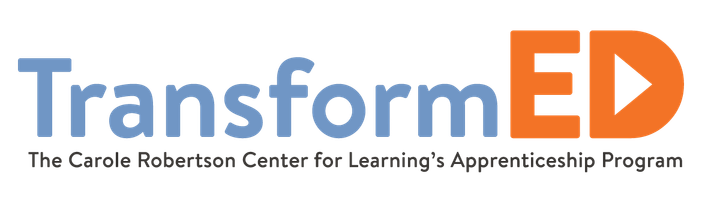 TransformED
The Carole Robertson Center for Learning's Apprenticeship Program